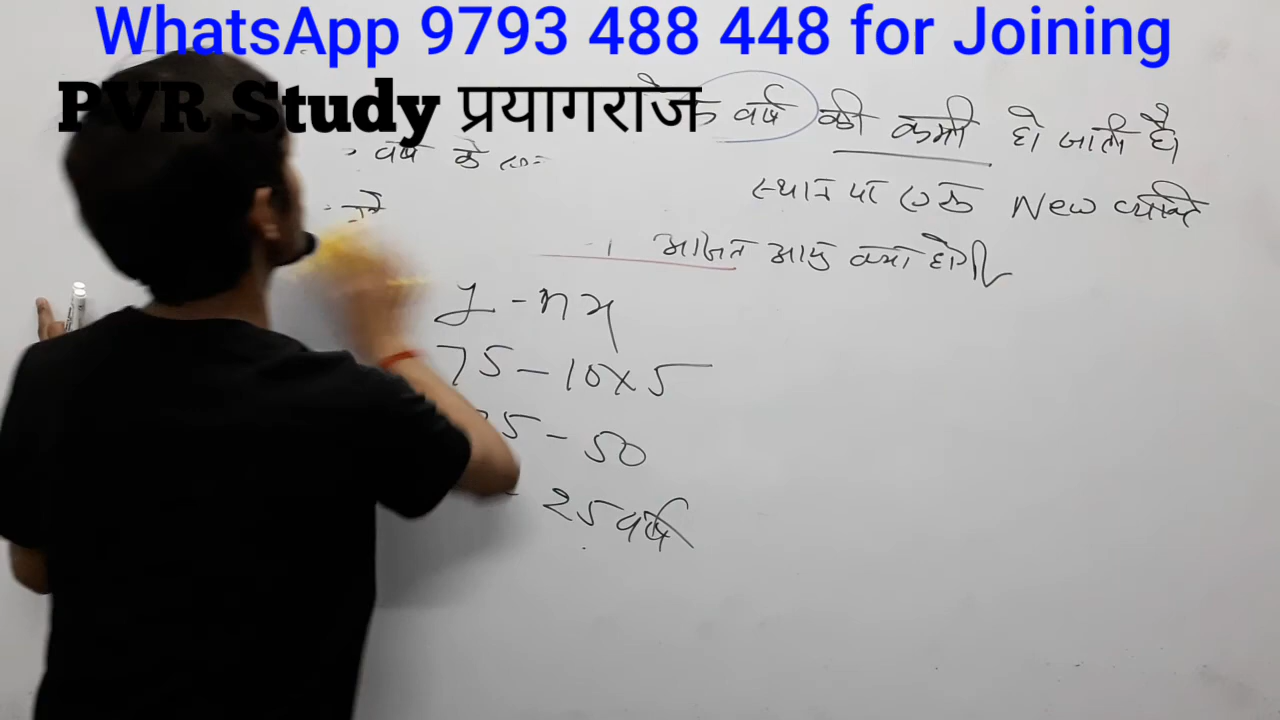 WhatsApp 9793 488 448 for Joining
PVR Study प्रयागराज
वर्ष की कमी हो जाती है।
वर्ष के
स्थान पर एक New व्यक्ति
औसत आयु क्या होगी
y - nx
75 - 10x5
5 - 50
25 वर्ष